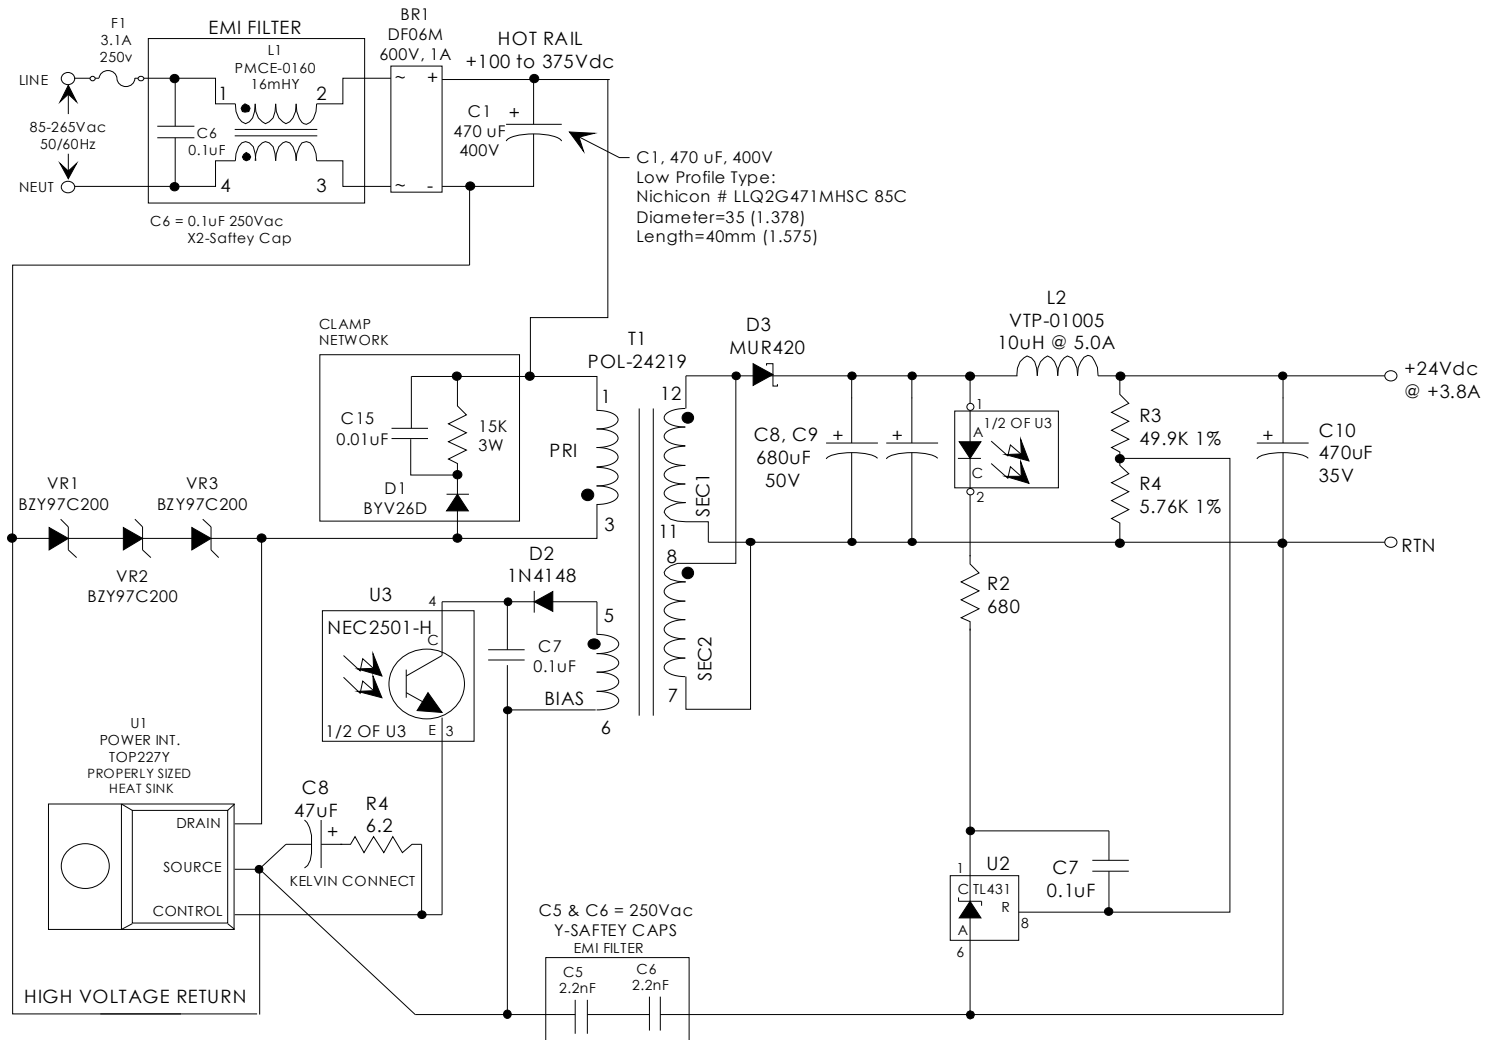 F1
3.1A
250v
EMI FILTER
L1
PMCE-0160
16mHY
BR1
DF06M
600V, 1A
HOT RAIL
+100 to 375Vdc
LINE
1
2
~
+
85-265Vac
50/60Hz
C6
0.1uF
C1
+
470 uF
400V
NEUT
4
3
~
-
C1, 470 uF, 400V
Low Profile Type:
Nichicon # LLQ2G471MHSC 85C
Diameter=35 (1.378)
Length=40mm (1.575)
C6 = 0.1uF 250Vac
X2-Saftey Cap
CLAMP
NETWORK
T1
POL-24219
D3
MUR420
L2
VTP-01005
10uH @ 5.0A
+24Vdc
@ +3.8A
C15
0.01uF
15K
3W
1
PRI
3
12
SEC1
11
C8, C9
680uF
50V
+
+
1
1/2 OF U3
A
C
2
R3
49.9K 1%
R4
5.76K 1%
+
C10
470uF
35V
D1
BYV26D
VR1
BZY97C200
VR3
BZY97C200
VR2
BZY97C200
RTN
D2
1N4148
8
SEC2
7
R2
680
U3
4
NEC2501-H
C
1/2 OF U3
E
3
C7
0.1uF
5
BIAS
6
U1
POWER INT.
TOP227Y
PROPERLY SIZED
HEAT SINK
DRAIN
SOURCE
CONTROL
C8
47uF
+
R4
6.2
KELVIN CONNECT
1
U2
C TL431
R
A
8
6
C7
0.1uF
C5 & C6 = 250Vac
Y-SAFTEY CAPS
EMI FILTER
C5
2.2nF
C6
2.2nF
HIGH VOLTAGE RETURN